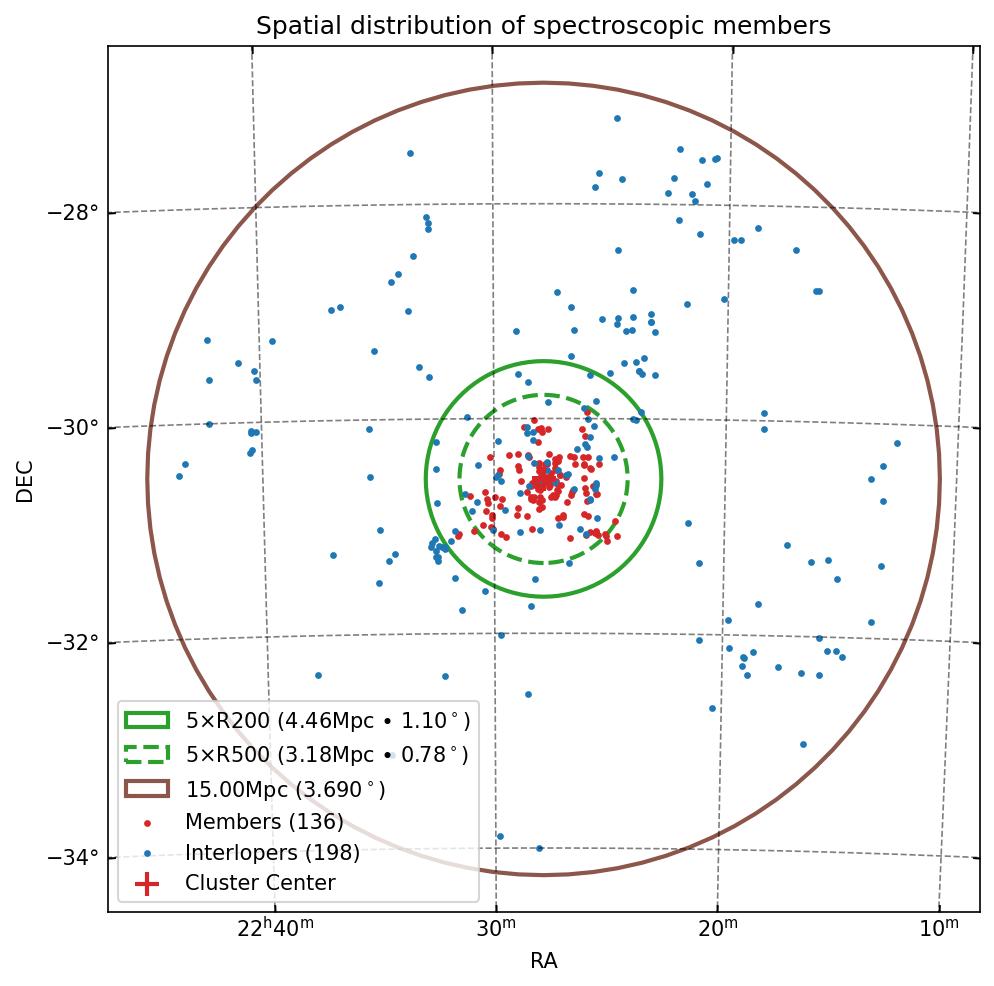 Spatial distribution of spectroscopic members
−28°
−30°
DEC
−32°
−34°
5×R200 (4.46Mpc • 1.10°)
5×R500 (3.18Mpc • 0.78°)
15.00Mpc (3.690°)
Members (136)
Interlopers (198)
Cluster Center
22ʰ40ᵐ 30ᵐ 20ᵐ 10ᵐ
RA